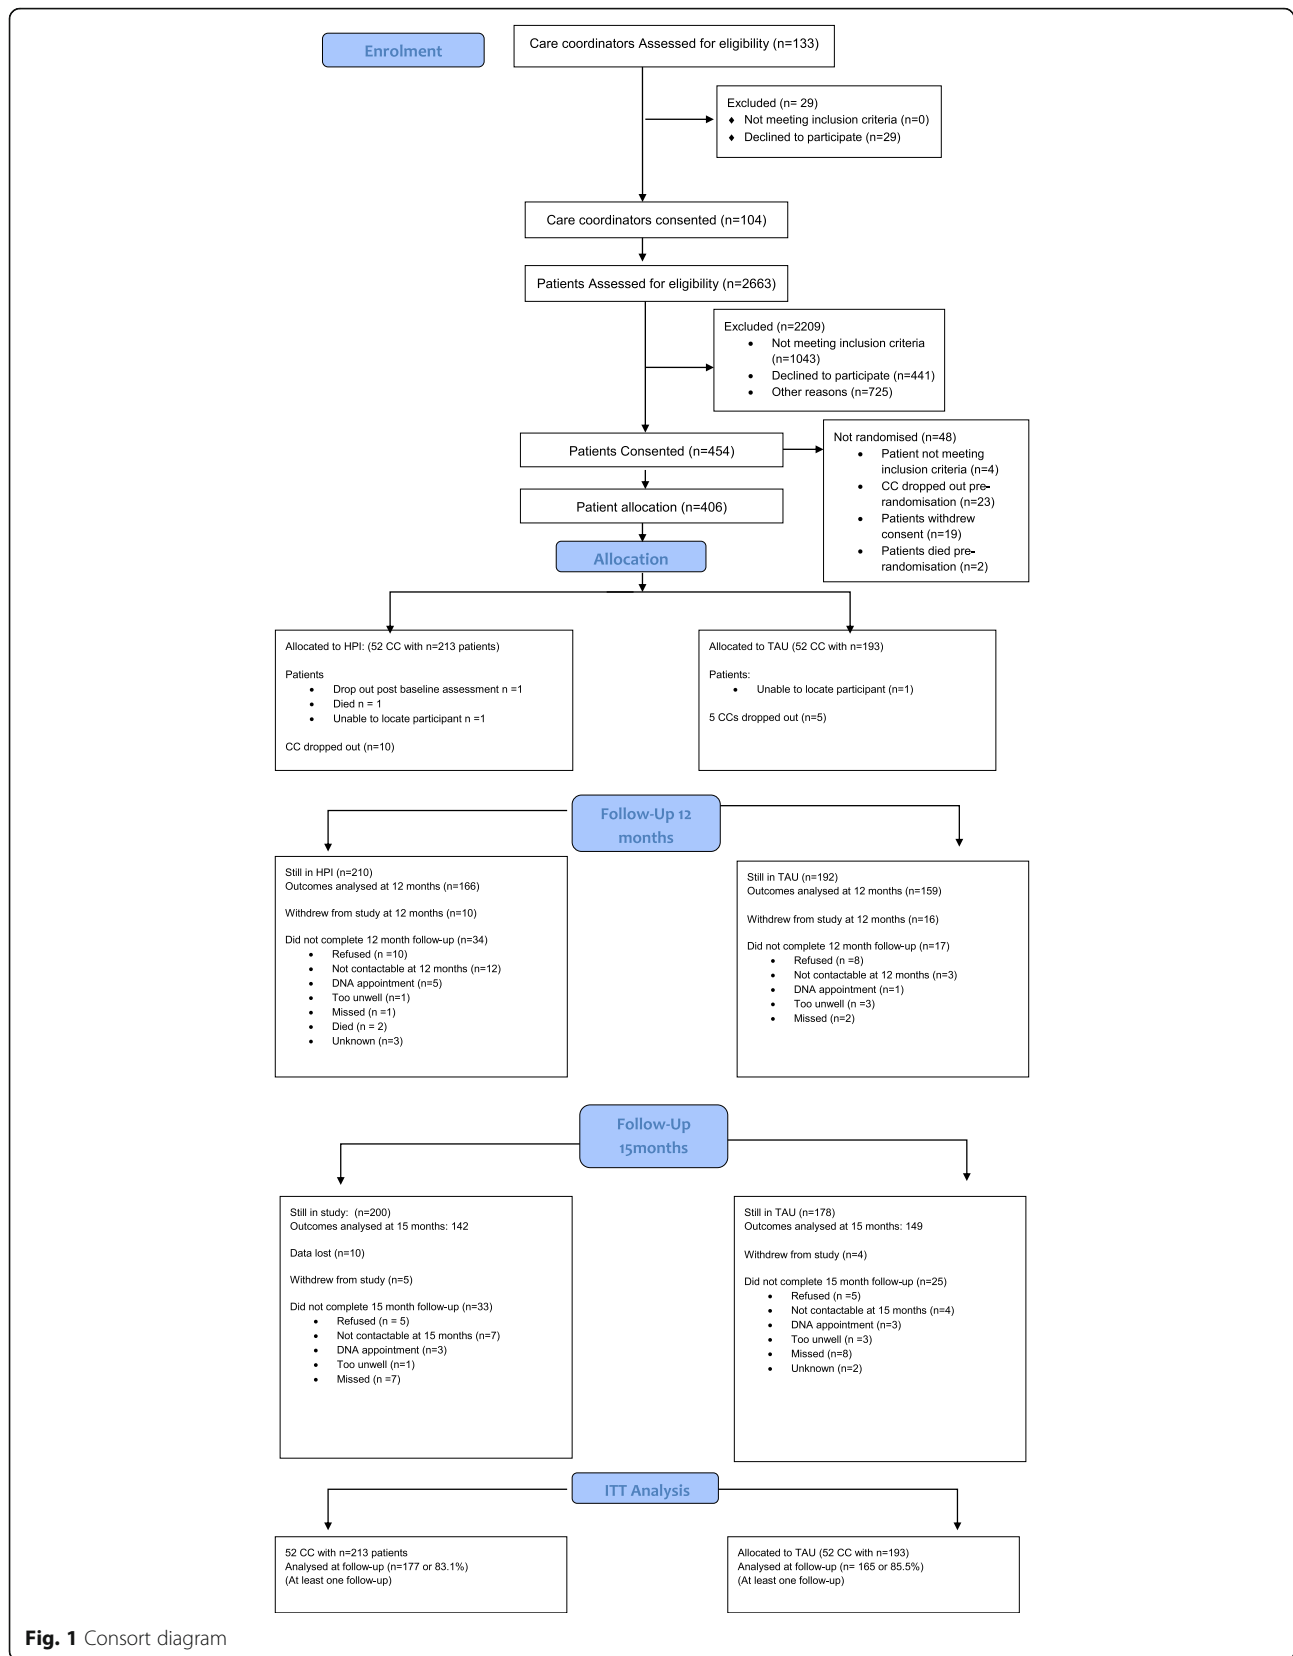 Enrolment
Care coordinators Assessed for eligibility (n=133)
Excluded (n= 29)
♦ Not meeting inclusion criteria (n=0)
♦ Declined to participate (n=29)
Care coordinators consented (n=104)
Patients Assessed for eligibility (n=2663)
Excluded (n=2209)
• Not meeting inclusion criteria
(n=1043)
• Declined to participate (n=441)
• Other reasons (n=725)
Patients Consented (n=454)
Not randomised (n=48)
• Patient not meeting
inclusion criteria (n=4)
• CC dropped out pre-
randomisation (n=23)
• Patients withdrew
consent (n=19)
• Patients died pre-
randomisation (n=2)
Patient allocation (n=406)
Allocation
Allocated to HPI: (52 CC with n=213 patients)
Patients
• Drop out post baseline assessment n =1
• Died n = 1
• Unable to locate participant n =1
CC dropped out (n=10)
Allocated to TAU (52 CC with n=193)
Patients:
• Unable to locate participant (n=1)
5 CCs dropped out (n=5)
Follow-Up 12
months
Still in HPI (n=210)
Outcomes analysed at 12 months (n=166)
Withdrew from study at 12 months (n=10)
Did not complete 12 month follow-up (n=34)
• Refused (n =10)
• Not contactable at 12 months (n=12)
• DNA appointment (n=5)
• Too unwell (n=1)
• Missed (n =1)
• Died (n = 2)
• Unknown (n=3)
Still in TAU (n=192)
Outcomes analysed at 12 months (n=159)
Withdrew from study at 12 months (n=16)
Did not complete 12 month follow-up (n=17)
• Refused (n =8)
• Not contactable at 12 months (n=3)
• DNA appointment (n=1)
• Too unwell (n =3)
• Missed (n=2)
Follow-Up
15months
Still in study: (n=200)
Outcomes analysed at 15 months: 142
Data lost (n=10)
Withdrew from study (n=5)
Did not complete 15 month follow-up (n=33)
• Refused (n = 5)
• Not contactable at 15 months (n=7)
• DNA appointment (n=3)
• Too unwell (n=1)
• Missed (n =7)
Still in TAU (n=178)
Outcomes analysed at 15 months: 149
Withdrew from study (n=4)
Did not complete 15 month follow-up (n=25)
• Refused (n =5)
• Not contactable at 15 months (n=4)
• DNA appointment (n=3)
• Too unwell (n =3)
• Missed (n=8)
• Unknown (n=2)
ITT Analysis
52 CC with n=213 patients
Analysed at follow-up (n=177 or 83.1%)
(At least one follow-up)
Allocated to TAU (52 CC with n=193)
Analysed at follow-up (n= 165 or 85.5%)
(At least one follow-up)
Fig. 1 Consort diagram